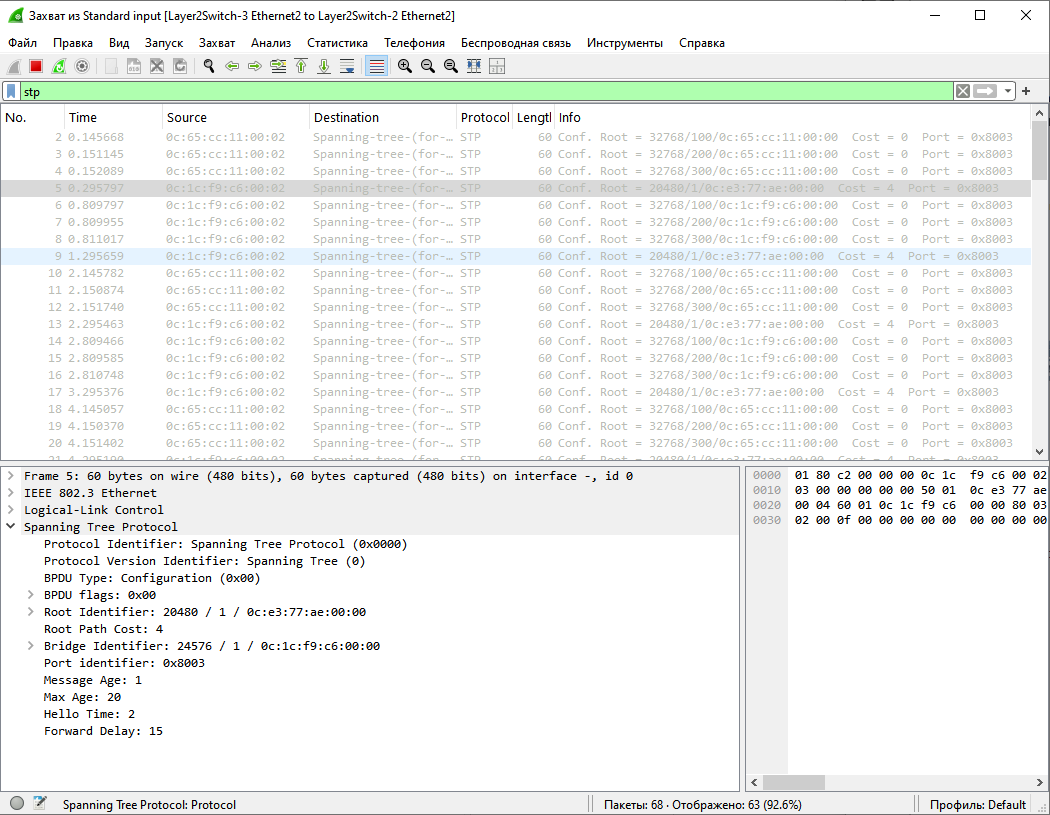 Захват из Standard input [Layer2Switch-3 Ethernet2 to Layer2Switch-2 Ethernet2]
Файл Правка Вид Запуск Захват Анализ Статистика Телефония Беспроводная связь Инструменты Справка
stp
No. Time Source Destination Protocol Lengtl Info
2 0.145668 0c:65:cc:11:00:02 Spanning-tree-(for-… STP 60 Conf. Root = 32768/100/0c:65:cc:11:00:00 Cost = 0 Port = 0x8003
3 0.151145 0c:65:cc:11:00:02 Spanning-tree-(for-… STP 60 Conf. Root = 32768/200/0c:65:cc:11:00:00 Cost = 0 Port = 0x8003
4 0.152089 0c:65:cc:11:00:02 Spanning-tree-(for-… STP 60 Conf. Root = 32768/300/0c:65:cc:11:00:00 Cost = 0 Port = 0x8003
5 0.295797 0c:1c:f9:c6:00:02 Spanning-tree-(for-… STP 60 Conf. Root = 20480/1/0c:e3:77:ae:00:00 Cost = 4 Port = 0x8003
6 0.809797 0c:1c:f9:c6:00:02 Spanning-tree-(for-… STP 60 Conf. Root = 32768/100/0c:1c:f9:c6:00:00 Cost = 0 Port = 0x8003
7 0.809955 0c:1c:f9:c6:00:02 Spanning-tree-(for-… STP 60 Conf. Root = 32768/200/0c:1c:f9:c6:00:00 Cost = 0 Port = 0x8003
8 0.811017 0c:1c:f9:c6:00:02 Spanning-tree-(for-… STP 60 Conf. Root = 32768/300/0c:1c:f9:c6:00:00 Cost = 0 Port = 0x8003
9 1.295659 0c:1c:f9:c6:00:02 Spanning-tree-(for-… STP 60 Conf. Root = 20480/1/0c:e3:77:ae:00:00 Cost = 4 Port = 0x8003
10 2.145782 0c:65:cc:11:00:02 Spanning-tree-(for-… STP 60 Conf. Root = 32768/100/0c:65:cc:11:00:00 Cost = 0 Port = 0x8003
11 2.150874 0c:65:cc:11:00:02 Spanning-tree-(for-… STP 60 Conf. Root = 32768/200/0c:65:cc:11:00:00 Cost = 0 Port = 0x8003
12 2.151740 0c:65:cc:11:00:02 Spanning-tree-(for-… STP 60 Conf. Root = 32768/300/0c:65:cc:11:00:00 Cost = 0 Port = 0x8003
13 2.295463 0c:1c:f9:c6:00:02 Spanning-tree-(for-… STP 60 Conf. Root = 20480/1/0c:e3:77:ae:00:00 Cost = 4 Port = 0x8003
14 2.809466 0c:1c:f9:c6:00:02 Spanning-tree-(for-… STP 60 Conf. Root = 32768/100/0c:1c:f9:c6:00:00 Cost = 0 Port = 0x8003
15 2.809585 0c:1c:f9:c6:00:02 Spanning-tree-(for-… STP 60 Conf. Root = 32768/200/0c:1c:f9:c6:00:00 Cost = 0 Port = 0x8003
16 2.810748 0c:1c:f9:c6:00:02 Spanning-tree-(for-… STP 60 Conf. Root = 32768/300/0c:1c:f9:c6:00:00 Cost = 0 Port = 0x8003
17 3.295376 0c:1c:f9:c6:00:02 Spanning-tree-(for-… STP 60 Conf. Root = 20480/1/0c:e3:77:ae:00:00 Cost = 4 Port = 0x8003
18 4.145057 0c:65:cc:11:00:02 Spanning-tree-(for-… STP 60 Conf. Root = 32768/100/0c:65:cc:11:00:00 Cost = 0 Port = 0x8003
19 4.150370 0c:65:cc:11:00:02 Spanning-tree-(for-… STP 60 Conf. Root = 32768/200/0c:65:cc:11:00:00 Cost = 0 Port = 0x8003
20 4.151402 0c:65:cc:11:00:02 Spanning-tree-(for-… STP 60 Conf. Root = 32768/300/0c:65:cc:11:00:00 Cost = 0 Port = 0x8003
Frame 5: 60 bytes on wire (480 bits), 60 bytes captured (480 bits) on interface -, id 0
IEEE 802.3 Ethernet
Logical-Link Control
Spanning Tree Protocol
Protocol Identifier: Spanning Tree Protocol (0x0000)
Protocol Version Identifier: Spanning Tree (0)
BPDU Type: Configuration (0x00)
BPDU flags: 0x00
Root Identifier: 20480 / 1 / 0c:e3:77:ae:00:00
Root Path Cost: 4
Bridge Identifier: 24576 / 1 / 0c:1c:f9:c6:00:00
Port identifier: 0x8003
Message Age: 1
Max Age: 20
Hello Time: 2
Forward Delay: 15
0000 01 80 c2 00 00 00 0c 1c f9 c6 00 02
0010 03 00 00 00 00 00 50 01 0c e3 77 ae
0020 00 04 60 01 0c 1c f9 c6 00 00 80 03
0030 02 00 0f 00 00 00 00 00 00 00 00 00
Spanning Tree Protocol: Protocol
Пакеты: 68 · Отображено: 63 (92.6%)
Профиль: Default